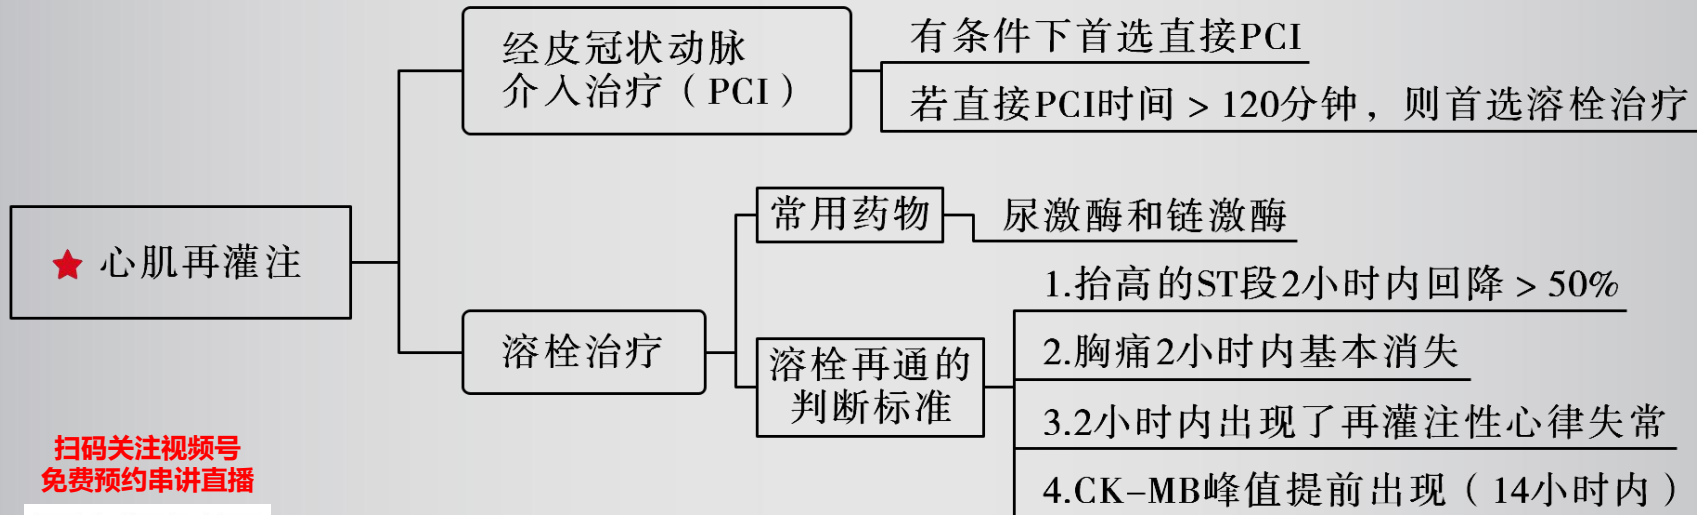 经皮冠状动脉
介入治疗（PCI）
有条件下首选直接PCI
若直接PCI时间＞120分钟，则首选溶栓治疗
心肌再灌注
溶栓治疗
常用药物
尿激酶和链激酶
溶栓再通的
判断标准
1.抬高的ST段2小时内回降＞50%
2.胸痛2小时内基本消失
3.2小时内出现了再灌注性心律失常
4.CK-MB峰值提前出现（14小时内）
扫码关注视频号
免费预约串讲直播